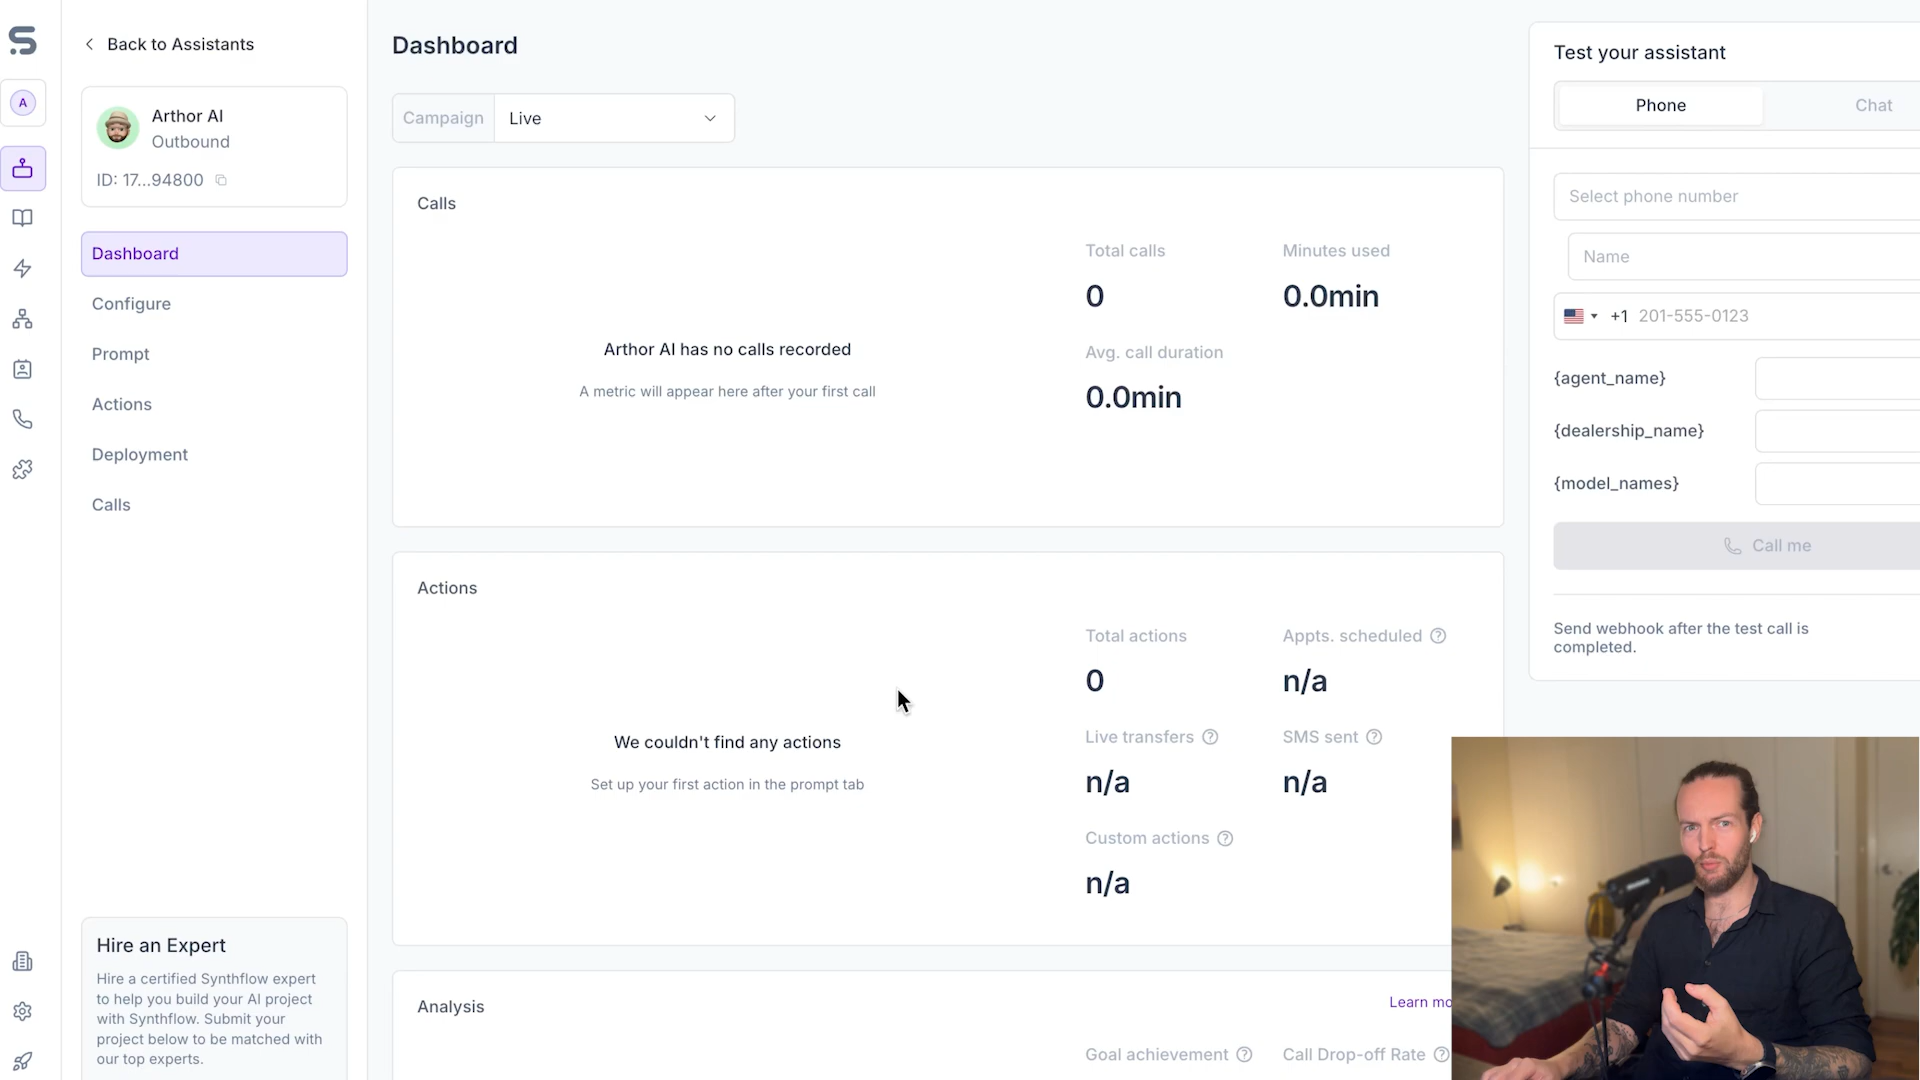 Back to Assistants
A
Arthor AI
Outbound
ID: 17...94800
Dashboard
Configure
Prompt
Actions
Deployment
Calls
Hire an Expert
Hire a certified Synthflow expert
to help you build your AI project
with Synthflow. Submit your
project below to be matched with
our top experts.
Dashboard
Campaign
Live
Calls
Arthor AI has no calls recorded
A metric will appear here after your first call
Total calls
0
Minutes used
0.0min
Avg. call duration
0.0min
Actions
We couldn't find any actions
Set up your first action in the prompt tab
Total actions
0
Appts. scheduled
n/a
Live transfers
n/a
SMS sent
n/a
Custom actions
n/a
Analysis
Learn mo
Goal achievement
Call Drop-off Rate
Test your assistant
Phone
Chat
Select phone number
Name
+1 201-555-0123
{agent_name}
{dealership_name}
{model_names}
Call me
Send webhook after the test call is
completed.